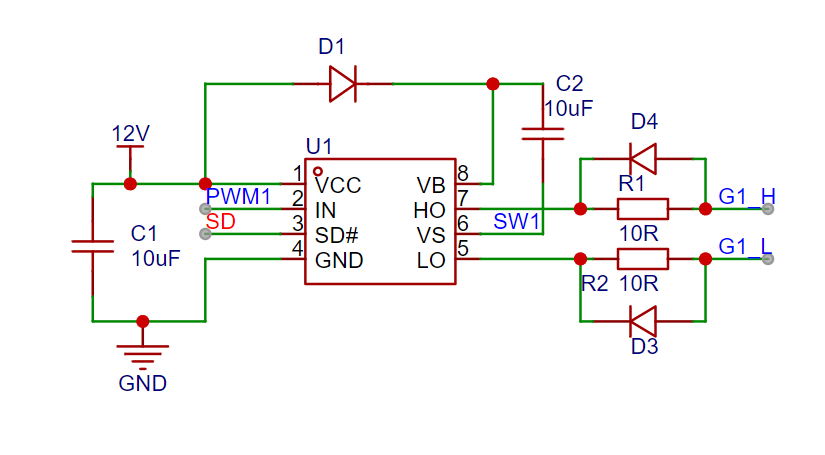 D1
C2
10uF
D4
12V
U1
1
VCC
VB
8
R1
PWM1
2
IN
HO
7
G1_H
SD
3
SD#
VS
6
SW1
10R
C1
10uF
4
GND
LO
5
G1_L
R2
10R
D3
GND